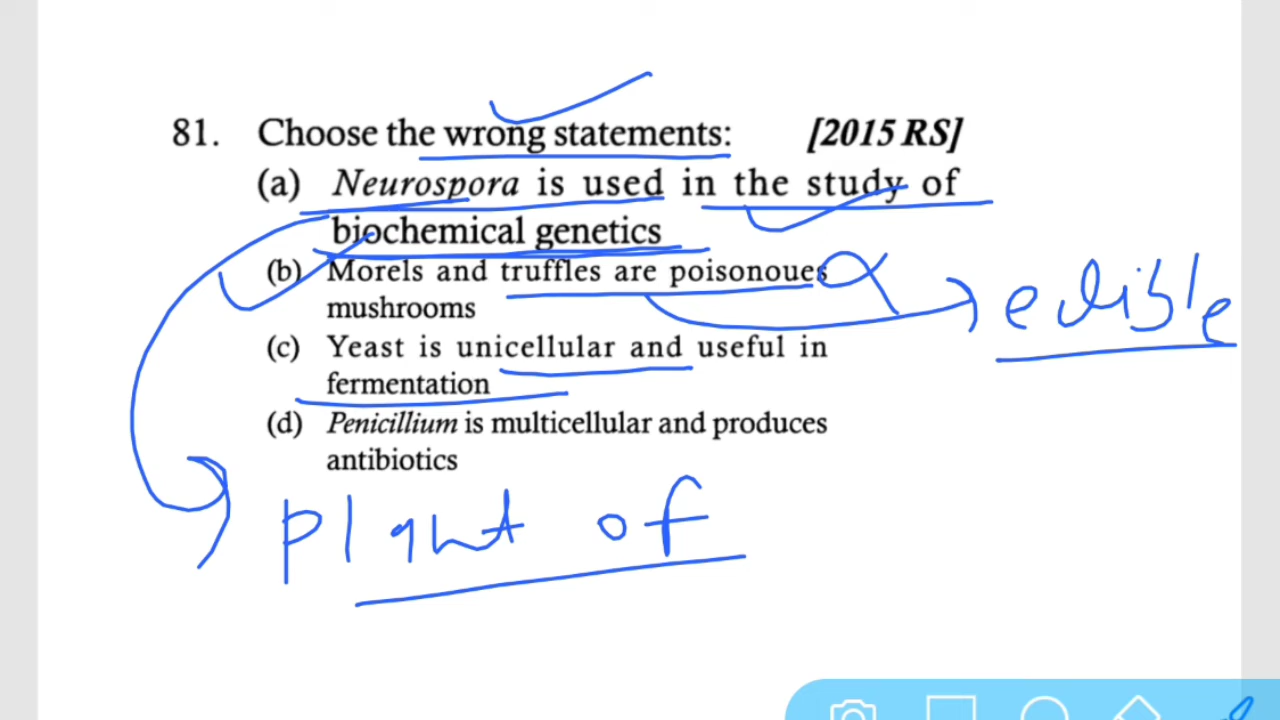 81. Choose the wrong statements: [2015 RS]
(a) Neurospora is used in the study of
biochemical genetics
(b) Morels and truffles are poisonoues
mushrooms
edible
(c) Yeast is unicellular and useful in
fermentation
(d) Penicillium is multicellular and produces
antibiotics
plant of